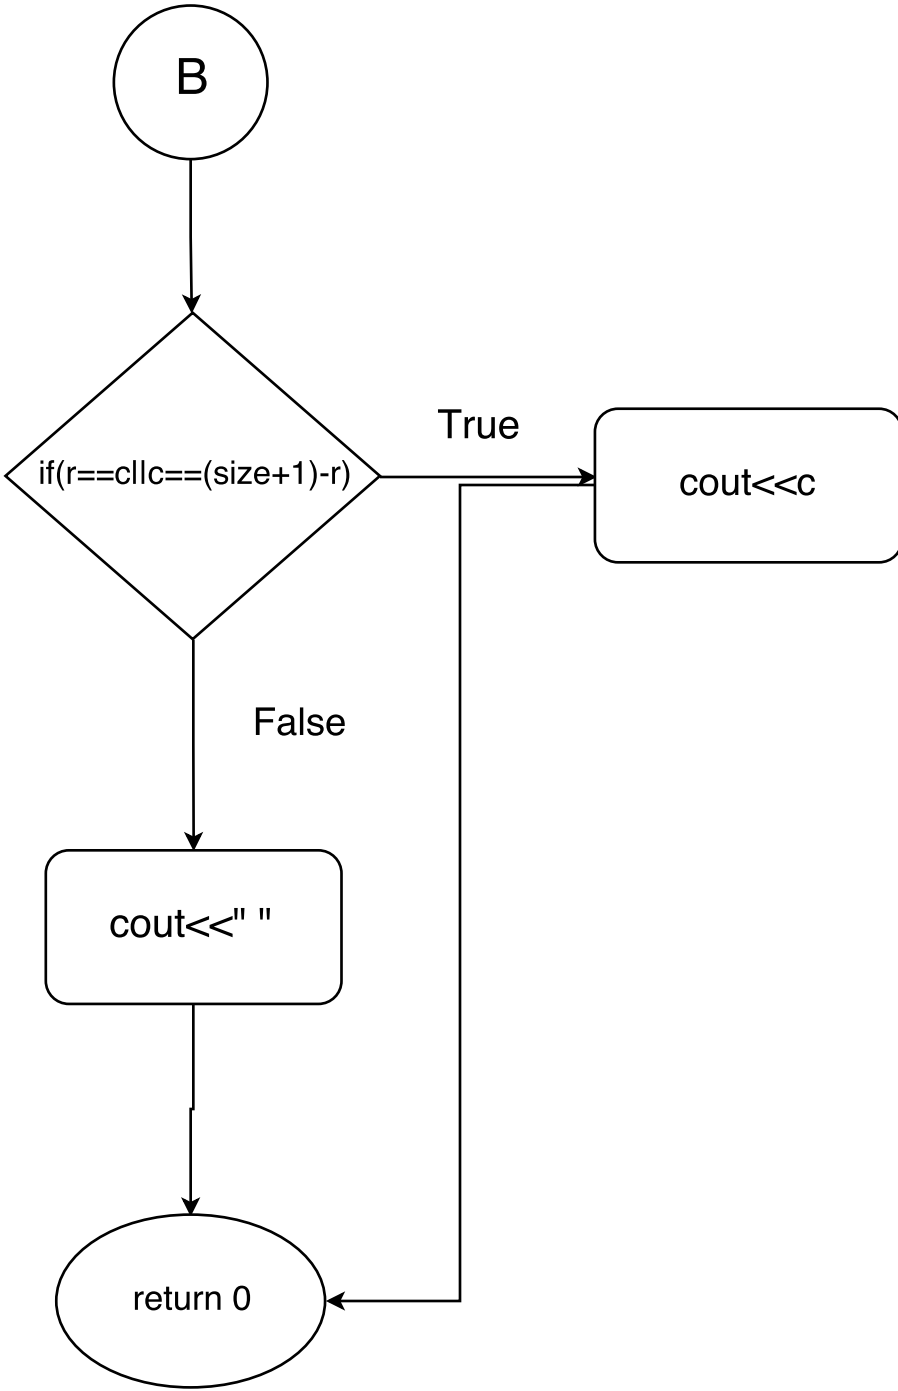 B
True
if(r==c||c==(size+1)-r)
cout<<c
False
cout<<" "
return 0